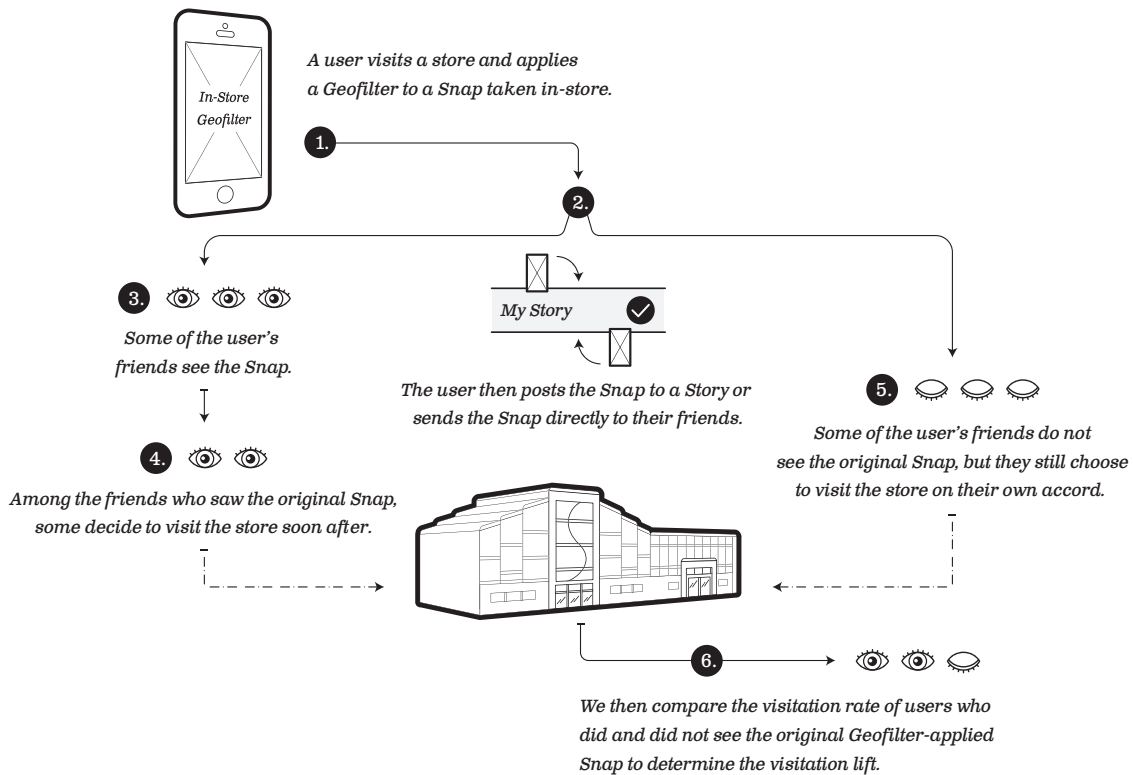 In-Store
Geofilter
A user visits a store and applies
a Geofilter to a Snap taken in-store.
1.
2.
3.
Some of the user's
friends see the Snap.
My Story
The user then posts the Snap to a Story or
sends the Snap directly to their friends.
4.
Among the friends who saw the original Snap,
some decide to visit the store soon after.
5.
Some of the user's friends do not
see the original Snap, but they still choose
to visit the store on their own accord.
6.
We then compare the visitation rate of users who
did and did not see the original Geofilter-applied
Snap to determine the visitation lift.